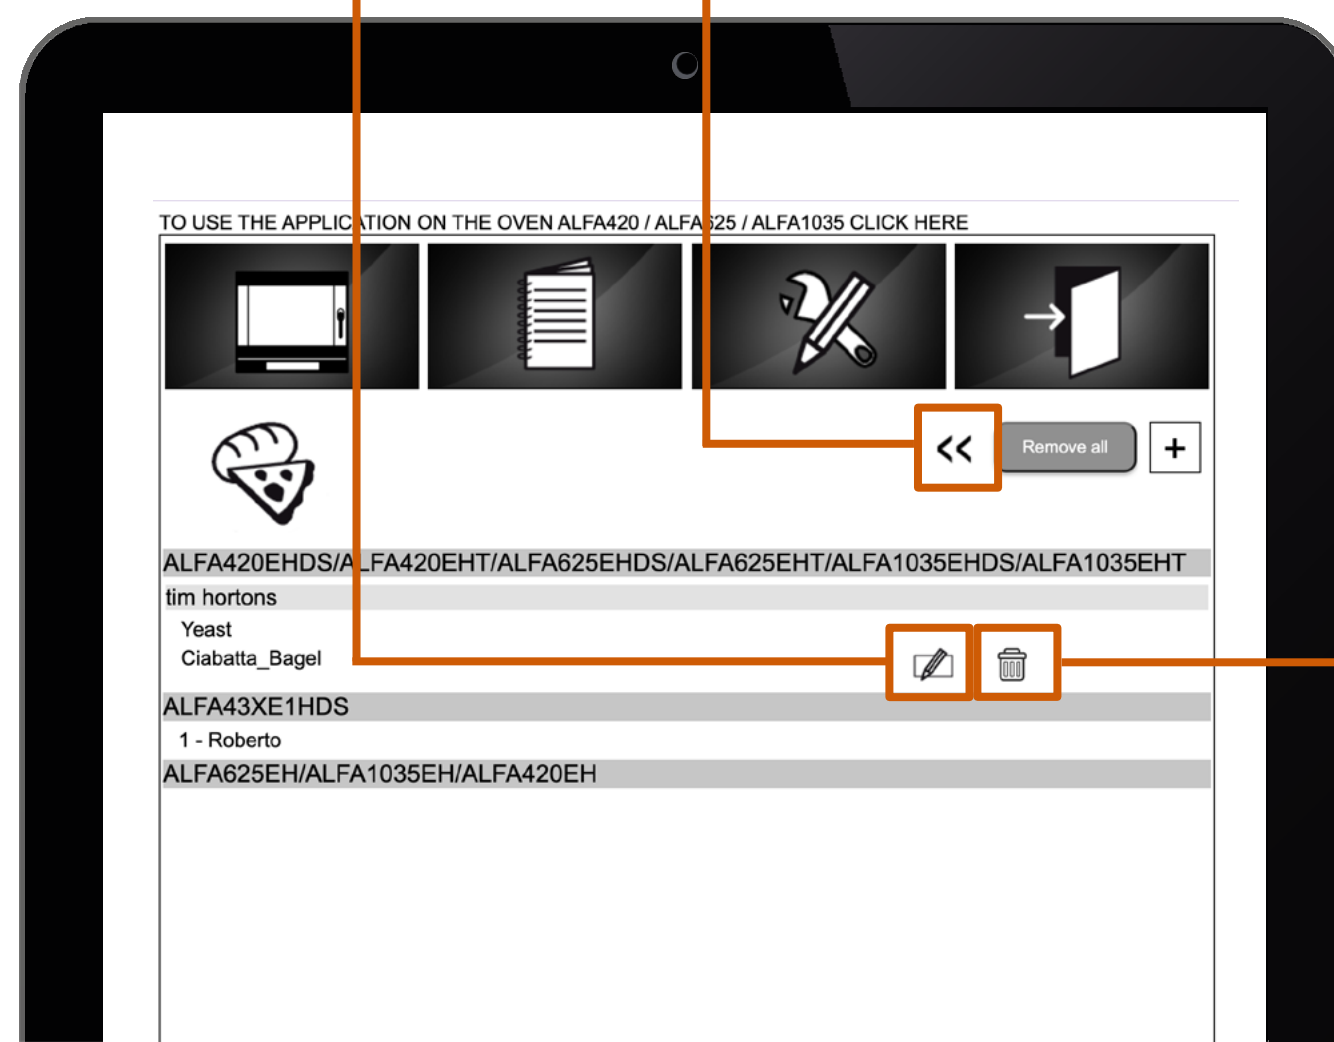 TO USE THE APPLICATION ON THE OVEN ALFA420 / ALFA625 / ALFA1035 CLICK HERE
<< Remove all +
ALFA420EHDS/ALFA420EHT/ALFA625EHDS/ALFA625EHT/ALFA1035EHDS/ALFA1035EHT
tim hortons
Yeast
Ciabatta_Bagel
ALFA43XE1HDS
1 - Roberto
ALFA625EH/ALFA1035EH/ALFA420EH